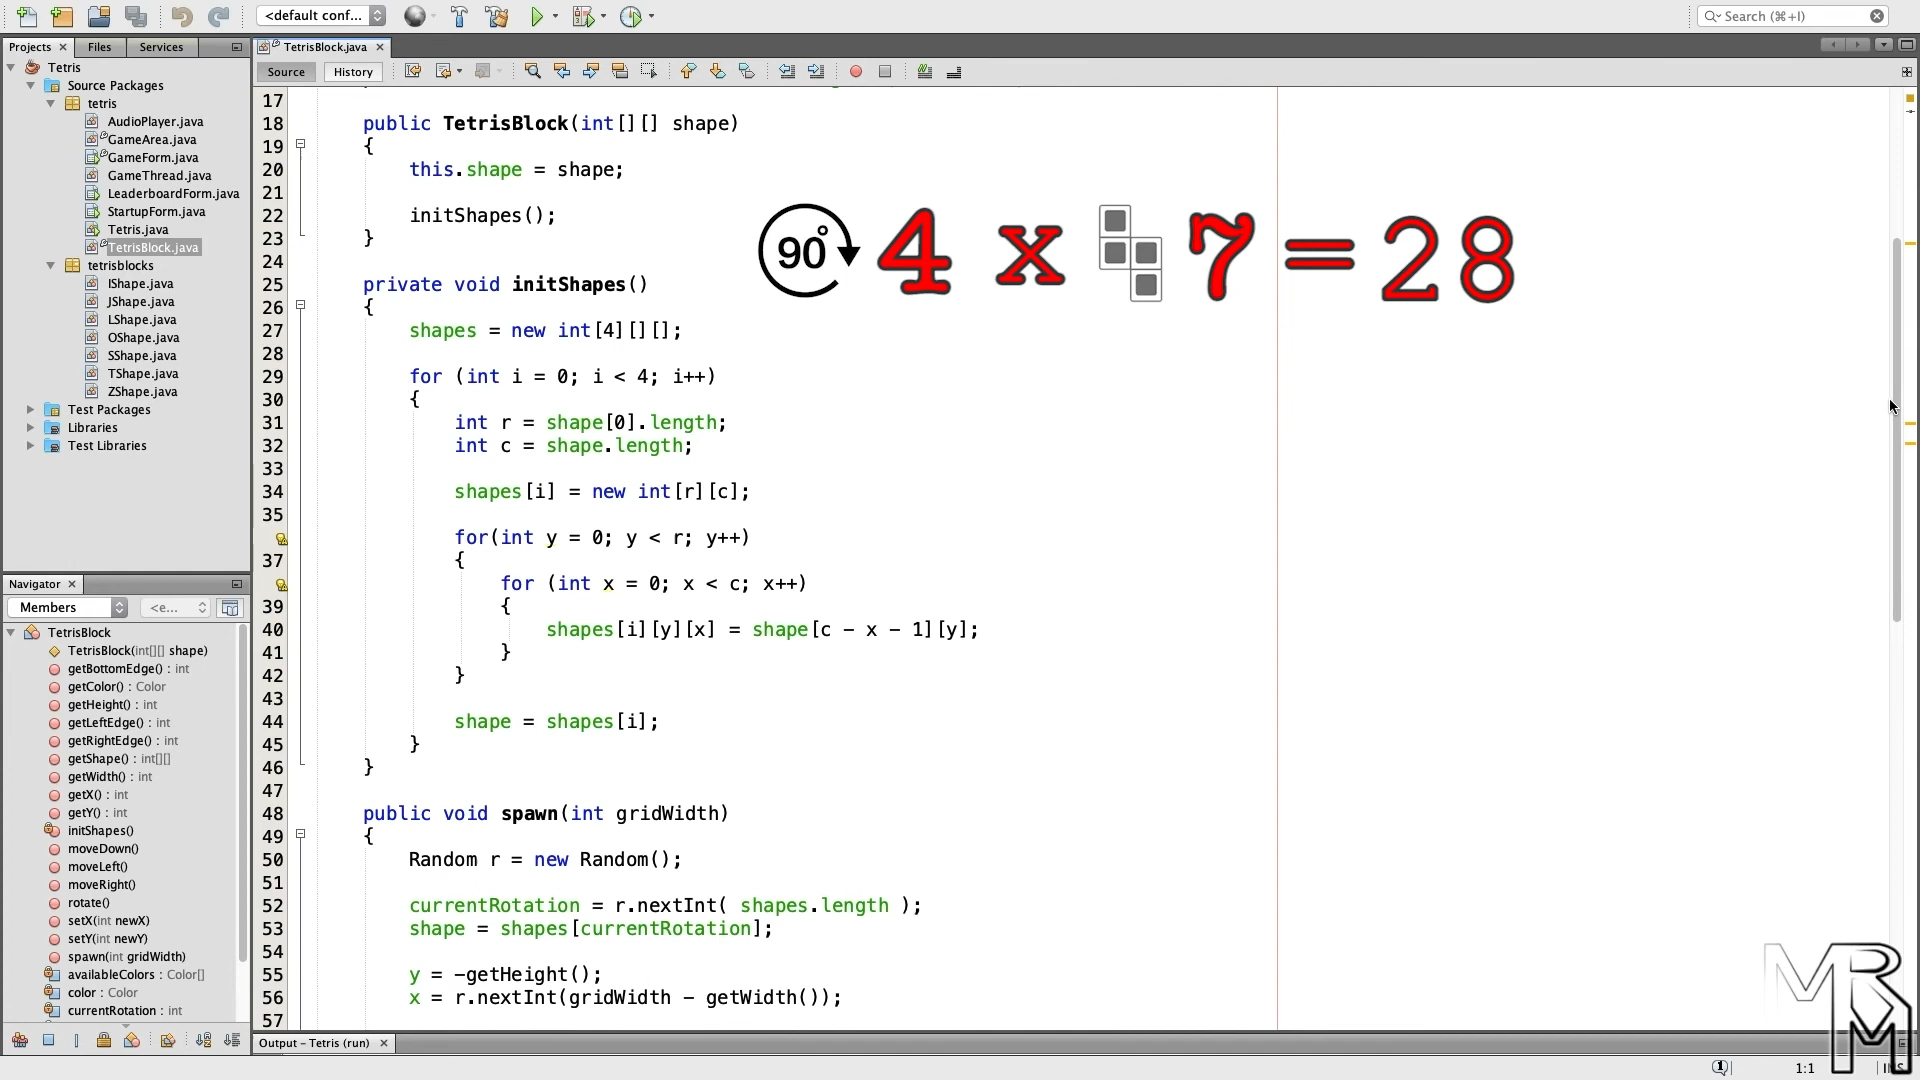 <default conf...
Search (⌘+I)
Projects
Files
Services
TetrisBlock.java
Source
History
Tetris
Source Packages
tetris
AudioPlayer.java
GameArea.java
GameForm.java
GameThread.java
LeaderboardForm.java
StartupForm.java
Tetris.java
TetrisBlock.java
tetrisblocks
IShape.java
JShape.java
LShape.java
OShape.java
SShape.java
TShape.java
ZShape.java
Test Packages
Libraries
Test Libraries
Navigator
Members
<e...
TetrisBlock
TetrisBlock(int[][] shape)
getBottomEdge() : int
getColor() : Color
getHeight() : int
getLeftEdge() : int
getRightEdge() : int
getShape() : int[][]
getWidth() : int
getX() : int
getY() : int
initShapes()
moveDown()
moveLeft()
moveRight()
rotate()
setX(int newX)
setY(int newY)
spawn(int gridWidth)
availableColors : Color[]
color : Color
currentRotation : int
17
18 public TetrisBlock(int[][] shape)
19 {
20 this.shape = shape;
21
22 initShapes();
23 }
24
25 private void initShapes()
26 {
27 shapes = new int[4][][];
28
29 for (int i = 0; i < 4; i++)
30 {
31 int r = shape[0].length;
32 int c = shape.length;
33
34 shapes[i] = new int[r][c];
35
for(int y = 0; y < r; y++)
37 {
for (int x = 0; x < c; x++)
39 {
40 shapes[i][y][x] = shape[c - x - 1][y];
41 }
42 }
43
44 shape = shapes[i];
45 }
46 }
47
48 public void spawn(int gridWidth)
49 {
50 Random r = new Random();
51
52 currentRotation = r.nextInt( shapes.length );
53 shape = shapes[currentRotation];
54
55 y = -getHeight();
56 x = r.nextInt(gridWidth - getWidth());
57
90° 4 x 7 = 28
Output - Tetris (run)
1:1
MRM